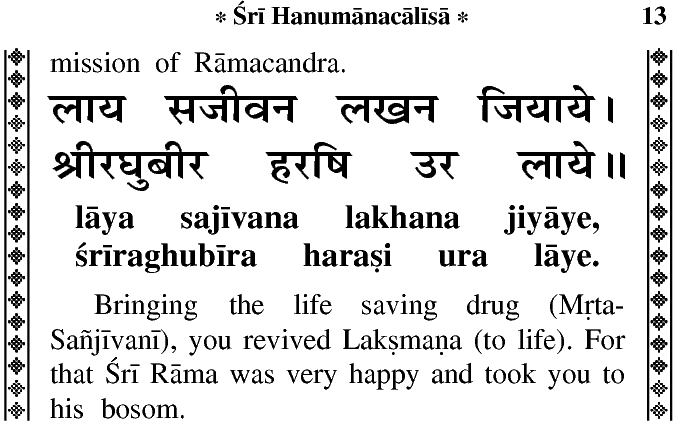 * Śrī Hanumānacālīsā * 13
mission of Rāmacandra.
लाय सजीवन लखन जियाये।
श्रीरघुबीर हरषि उर लाये॥
lāya sajīvana lakhana jiyāye,
śrīraghubīra haraṣi ura lāye.
Bringing the life saving drug (Mṛta-
Sañjīvanī), you revived Lakṣmaṇa (to life). For
that Śrī Rāma was very happy and took you to
his bosom.